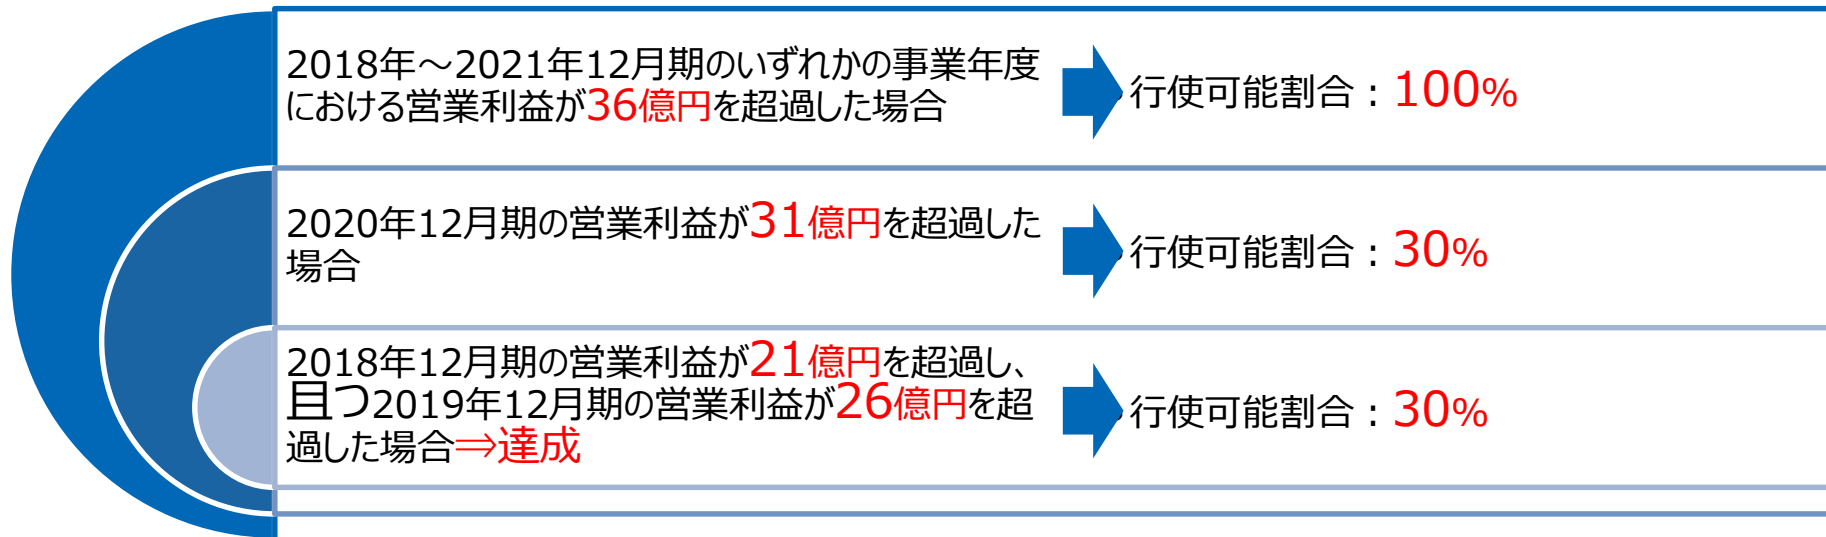 2018年～2021年12月期のいずれかの事業年度
における営業利益が36億円を超過した場合
行使可能割合：100%
2020年12月期の営業利益が31億円を超過した
場合
行使可能割合：30%
2018年12月期の営業利益が21億円を超過し、
且つ2019年12月期の営業利益が26億円を超
過した場合⇒達成
行使可能割合：30%